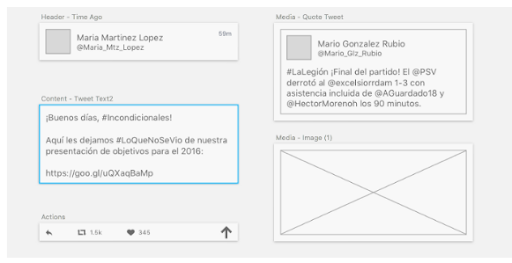 Header - Time Ago
Maria Martinez Lopez
59m
@Maria_Mtz_Lopez
Content - Tweet Text2
¡Buenos días, #Incondicionales!
Aquí les dejamos #LoQueNoSeVio de nuestra
presentación de objetivos para el 2016:
https://goo.gl/uQXaqBaMp
Actions
1.5k
345
Media - Quote Tweet
Mario Gonzalez Rubio
@Mario_Glz_Rubio
#LaLegión ¡Final del partido! El @PSV
derrotó al @excelsiorrdam 1-3 con
asistencia incluida de @AGuardado18 y
@HectorMorenoh los 90 minutos.
Media - Image (1)